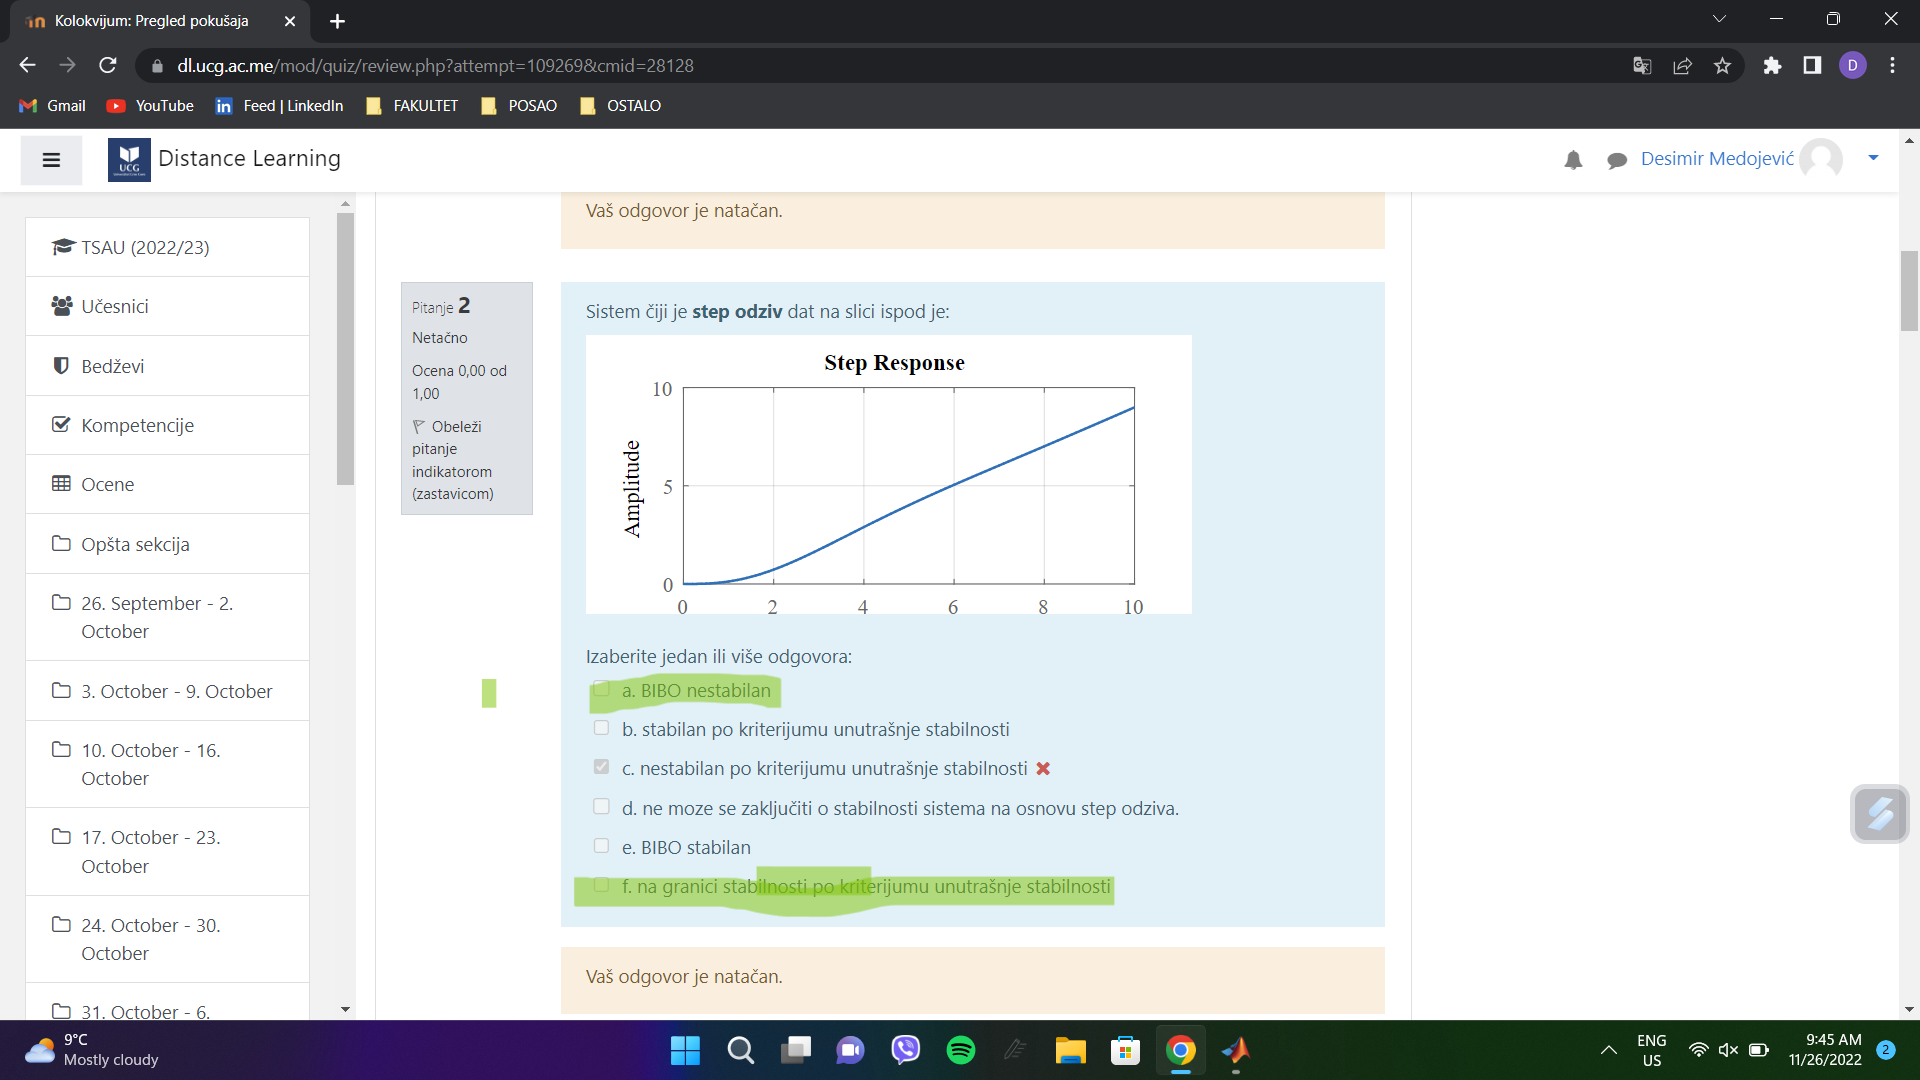 Kolokvijum: Pregled pokušaja
dl.ucg.ac.me/mod/quiz/review.php?attempt=109269&cmid=28128
D
Gmail
YouTube
Feed | LinkedIn
FAKULTET
POSAO
OSTALO
UCG
Distance Learning
Desimir Medojević
TSAU (2022/23)
Učesnici
Bedževi
Kompetencije
Ocene
Opšta sekcija
26. September - 2.
October
3. October - 9. October
10. October - 16.
October
17. October - 23.
October
24. October - 30.
October
31. October - 6.
Vaš odgovor je natačan.
Pitanje 2
Netačno
Ocena 0,00 od
1,00
Obeleži
pitanje
indikatorom
(zastavicom)
Sistem čiji je step odziv dat na slici ispod je:
Step Response
Amplitude
10
5
0
0 2 4 6 8 10
Izaberite jedan ili više odgovora:
a. BIBO nestabilan
b. stabilan po kriterijumu unutrašnje stabilnosti
c. nestabilan po kriterijumu unutrašnje stabilnosti
d. ne moze se zaključiti o stabilnosti sistema na osnovu step odziva.
e. BIBO stabilan
f. na granici stabilnosti po kriterijumu unutrašnje stabilnosti
Vaš odgovor je natačan.
9°C
Mostly cloudy
ENG
US
9:45 AM
11/26/2022
2